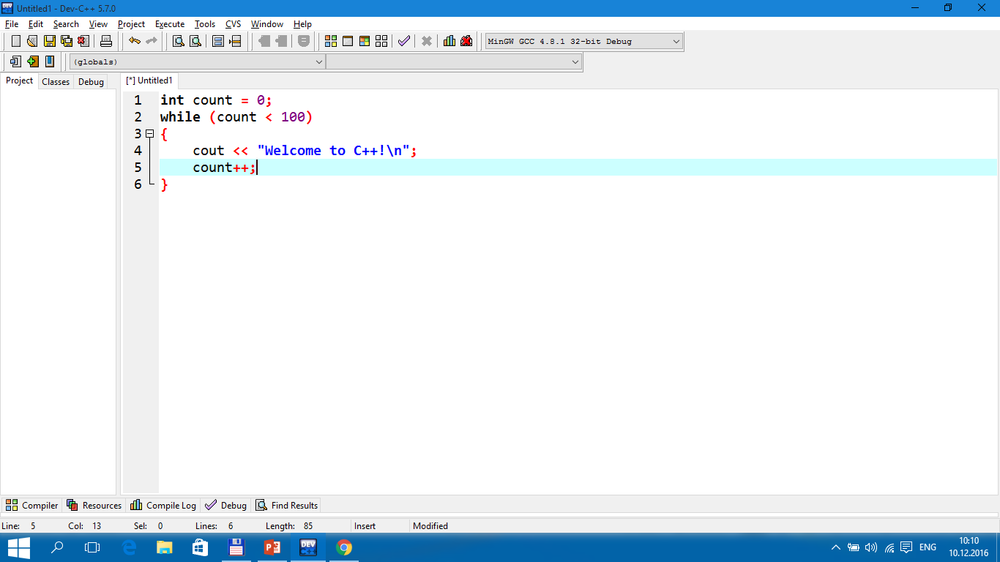 Untitled1 - Dev-C++ 5.7.0
File Edit Search View Project Execute Tools CVS Window Help
MinGW GCC 4.8.1 32-bit Debug
(globals)
Project Classes Debug [*] Untitled1
1 int count = 0;
2 while (count < 100)
3 {
4 cout << "Welcome to C++!\n";
5 count++;
6 }
Compiler Resources Compile Log Debug Find Results
Line: 5 Col: 13 Sel: 0 Lines: 6 Length: 85 Insert Modified
DEV C++
ENG
10:10
10.12.2016